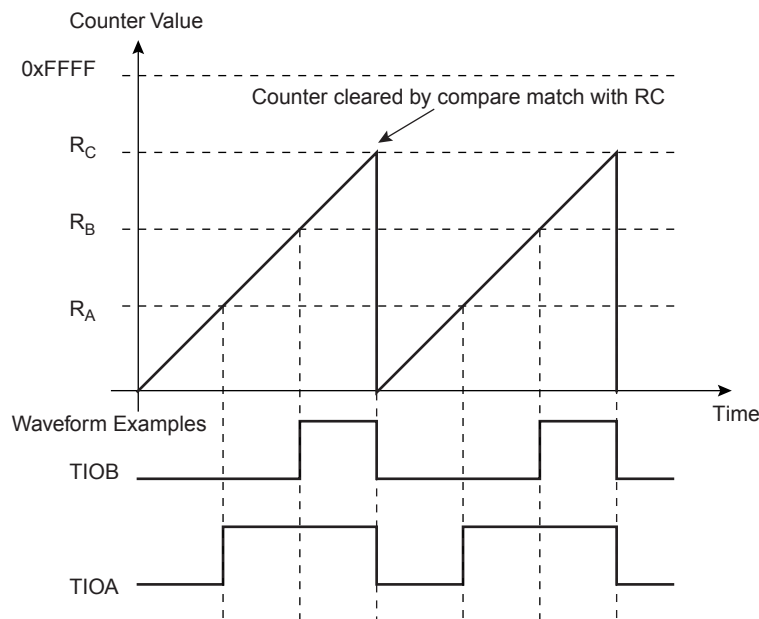 Counter Value
0xFFFF
Counter cleared by compare match with RC
RC
RB
RA
Time
Waveform Examples
TIOB
TIOA